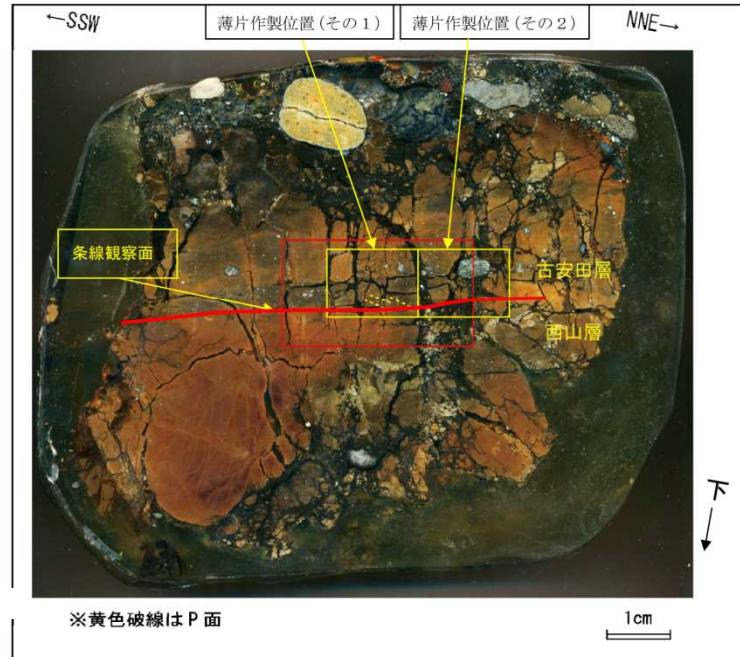 ←SSW
薄片作製位置(その1)
薄片作製位置(その2)
NNE→
条線観察面
古安田層
西山層
下
※黄色破線はP面
1cm